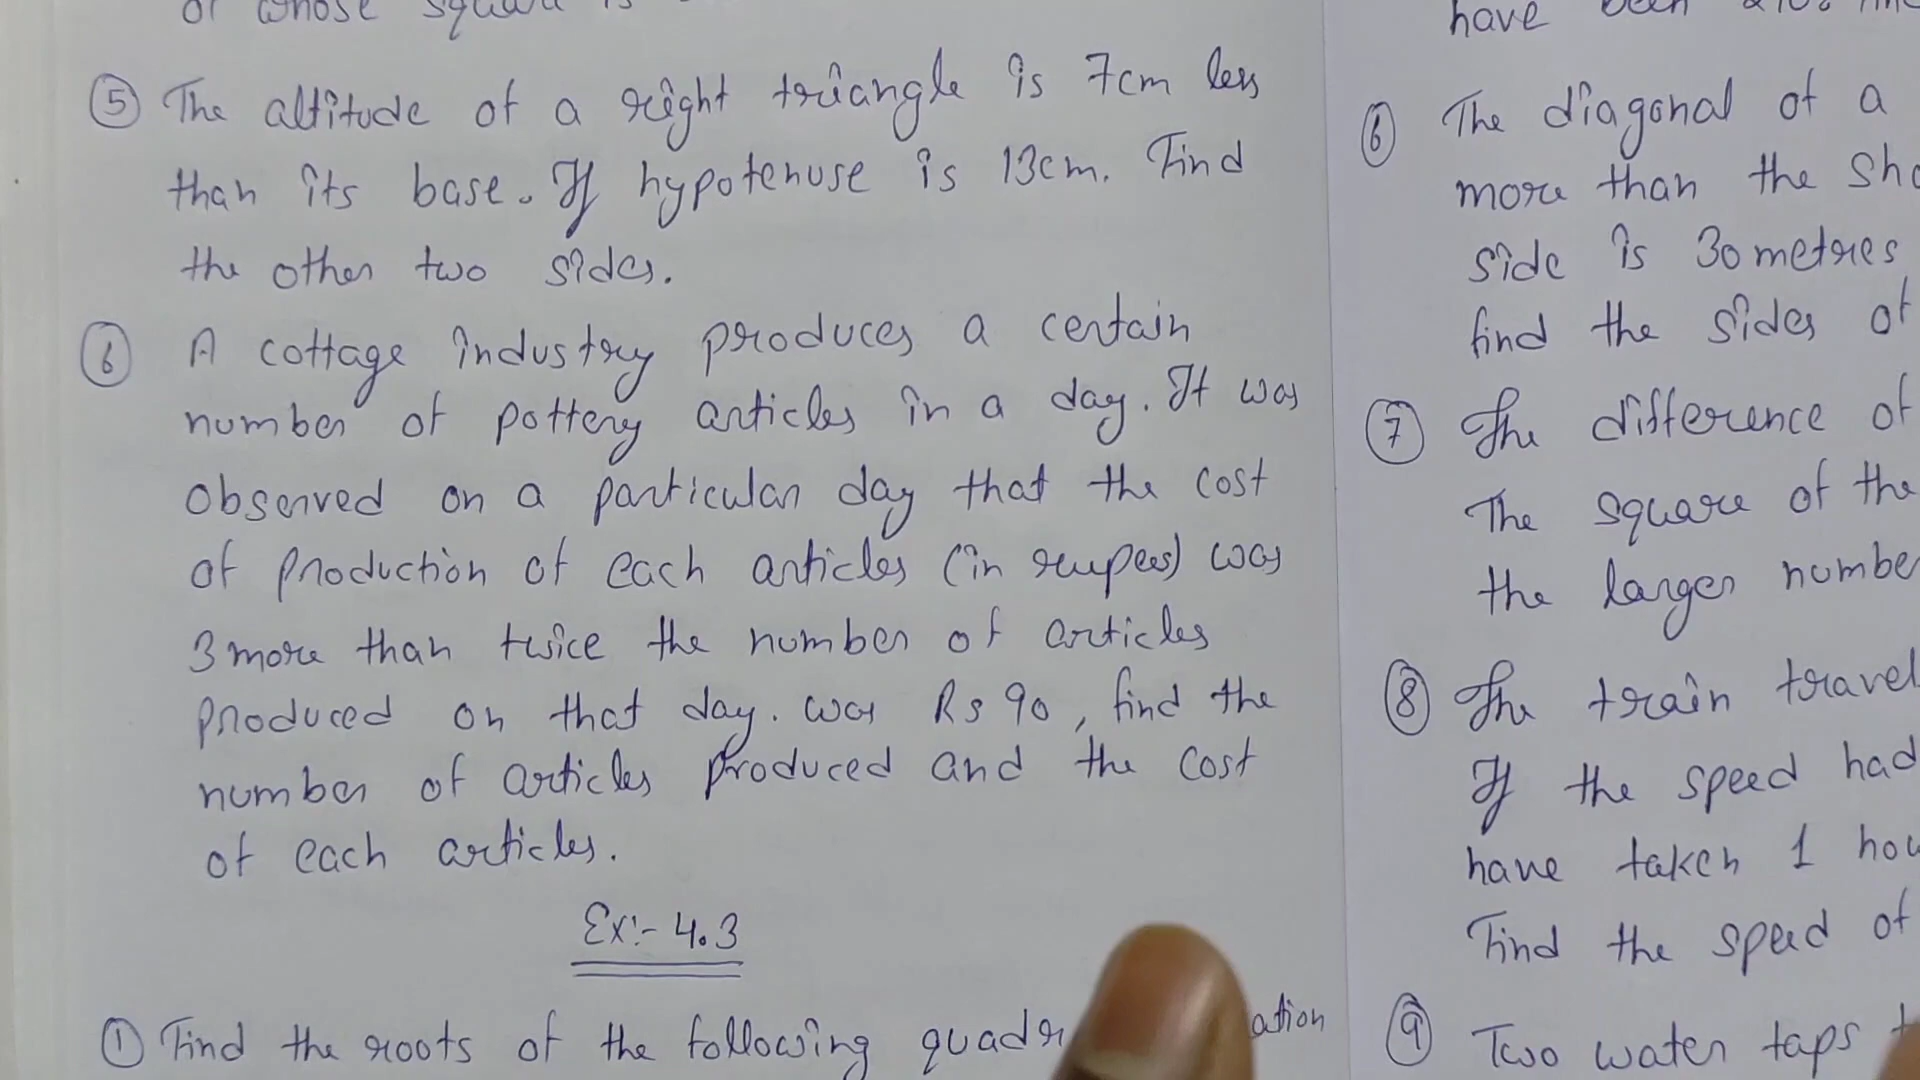 of whose square is
⑤ The altitude of a right triangle is 7cm less
than its base. If hypotenuse is 13cm. Find
the other two sides.
⑥ A cottage industry produces a certain
number of pottery articles in a day. It was
observed on a particular day that the cost
of production of each articles (in rupees) was
3 more than twice the number of articles
produced on that day. was Rs 90, find the
number of articles produced and the cost
of each articles.
Ex:- 4.3
① Find the roots of the following
have been
⑥ The diagonal of a
more than the
side is 30 metres
find the sides of
⑦ The difference of
The square of the
the larger number
⑧ The train travel
If the speed had
have taken 1
Find the speed of
⑨ Two water taps